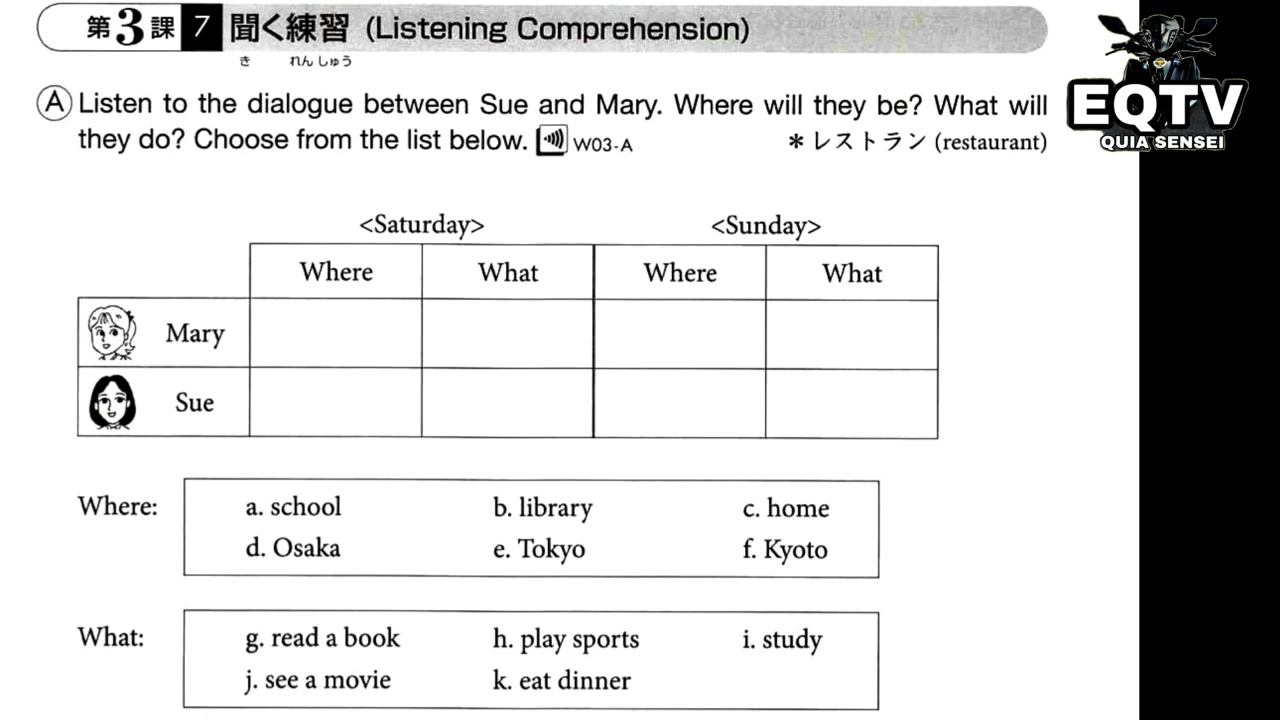 第3課 7 聞く練習 (Listening Comprehension)
き れんしゅう
Ⓐ Listen to the dialogue between Sue and Mary. Where will they be? What will
they do? Choose from the list below. W03-A ＊レストラン (restaurant)
EQTV
QUIA SENSEI
<Saturday> <Sunday>
Where What Where What
Mary
Sue
Where: a. school b. library c. home
d. Osaka e. Tokyo f. Kyoto
What: g. read a book h. play sports i. study
j. see a movie k. eat dinner